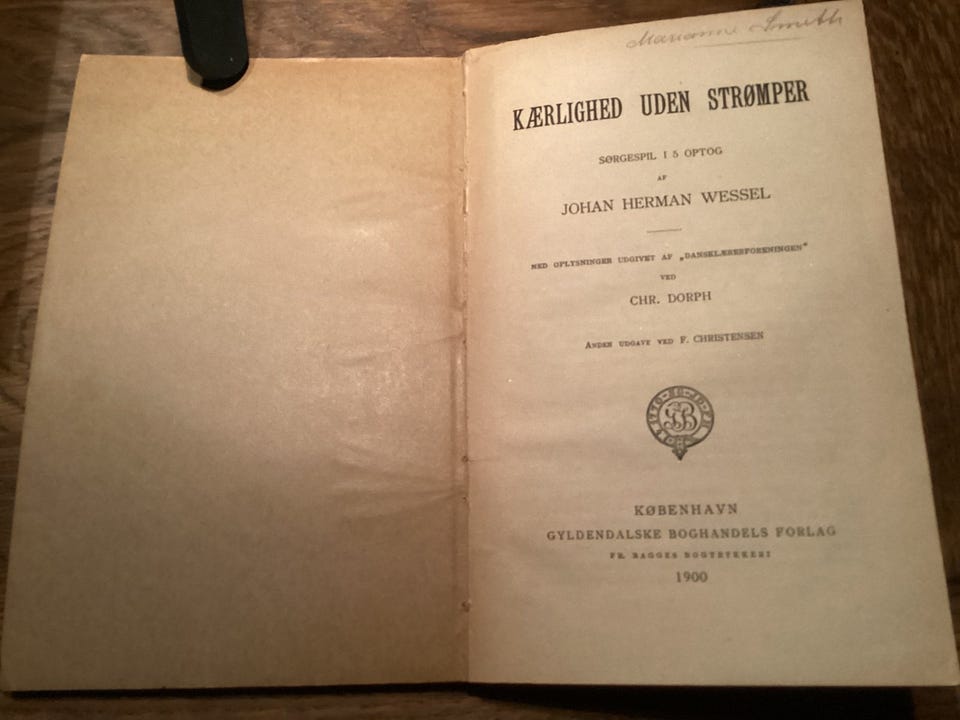 Marianne Smeth
KÆRLIGHED UDEN STRØMPER
SØRGESPIL I 5 OPTOG
AF
JOHAN HERMAN WESSEL
MED OPLYSNINGER UDGIVET AF „DANSKLÆRERFORENINGEN“
VED
CHR. DORPH
ANDEN UDGAVE VED F. CHRISTENSEN
KØBENHAVN
GYLDENDALSKE BOGHANDELS FORLAG
FR. BAGGES BOGTRYKKERI
1900